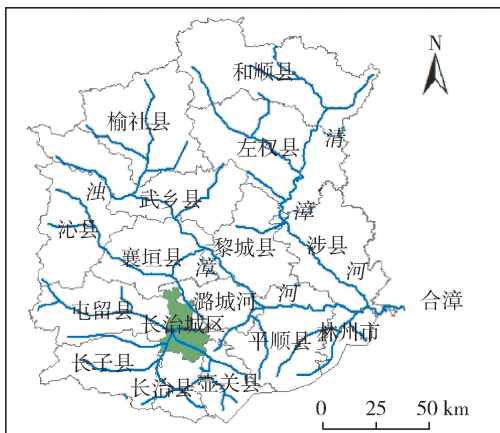 N
和顺县
榆社县
左权县
清
浊
武乡县
漳
沁县
黎城县
涉县
襄垣县
漳
河
潞城河
河
合漳
屯留县
长治城区
平顺县
林州市
长子县
长治县
壶关县
0 25 50 km